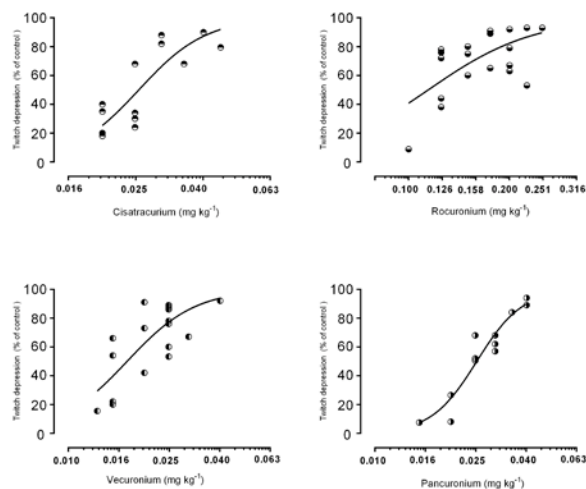 Twitch depression (% of control)
100
80
60
40
20
0
0.016 0.025 0.040 0.063
Cisatracurium (mg kg⁻¹)
Twitch depression (% of control)
100
80
60
40
20
0
0.100 0.126 0.158 0.200 0.251 0.316
Rocuronium (mg kg⁻¹)
Twitch depression (% of control )
100
80
60
40
20
0
0.010 0.016 0.025 0.040 0.063
Vecuronium (mg kg⁻¹)
Twitch depression (% of control )
100
80
60
40
20
0
0.010 0.016 0.025 0.040 0.063
Pancuronium (mg kg⁻¹)